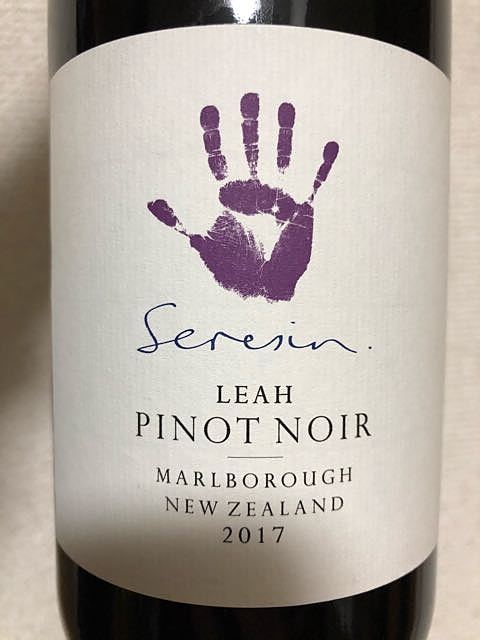 Seresin.
LEAH
PINOT NOIR
MARLBOROUGH
NEW ZEALAND
2017